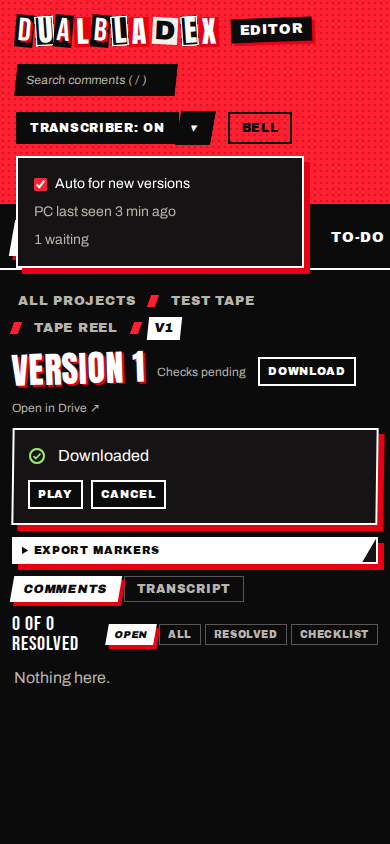 DUALBLADEX EDITOR
Search comments ( / )
TRANSCRIBER: ON ▾ BELL
Auto for new versions
PC last seen 3 min ago
1 waiting
TO-DO
ALL PROJECTS TEST TAPE
TAPE REEL V1
VERSION 1 Checks pending DOWNLOAD
Open in Drive ↗
Downloaded
PLAY CANCEL
▸ EXPORT MARKERS
COMMENTS TRANSCRIPT
0 OF 0
RESOLVED OPEN ALL RESOLVED CHECKLIST
Nothing here.